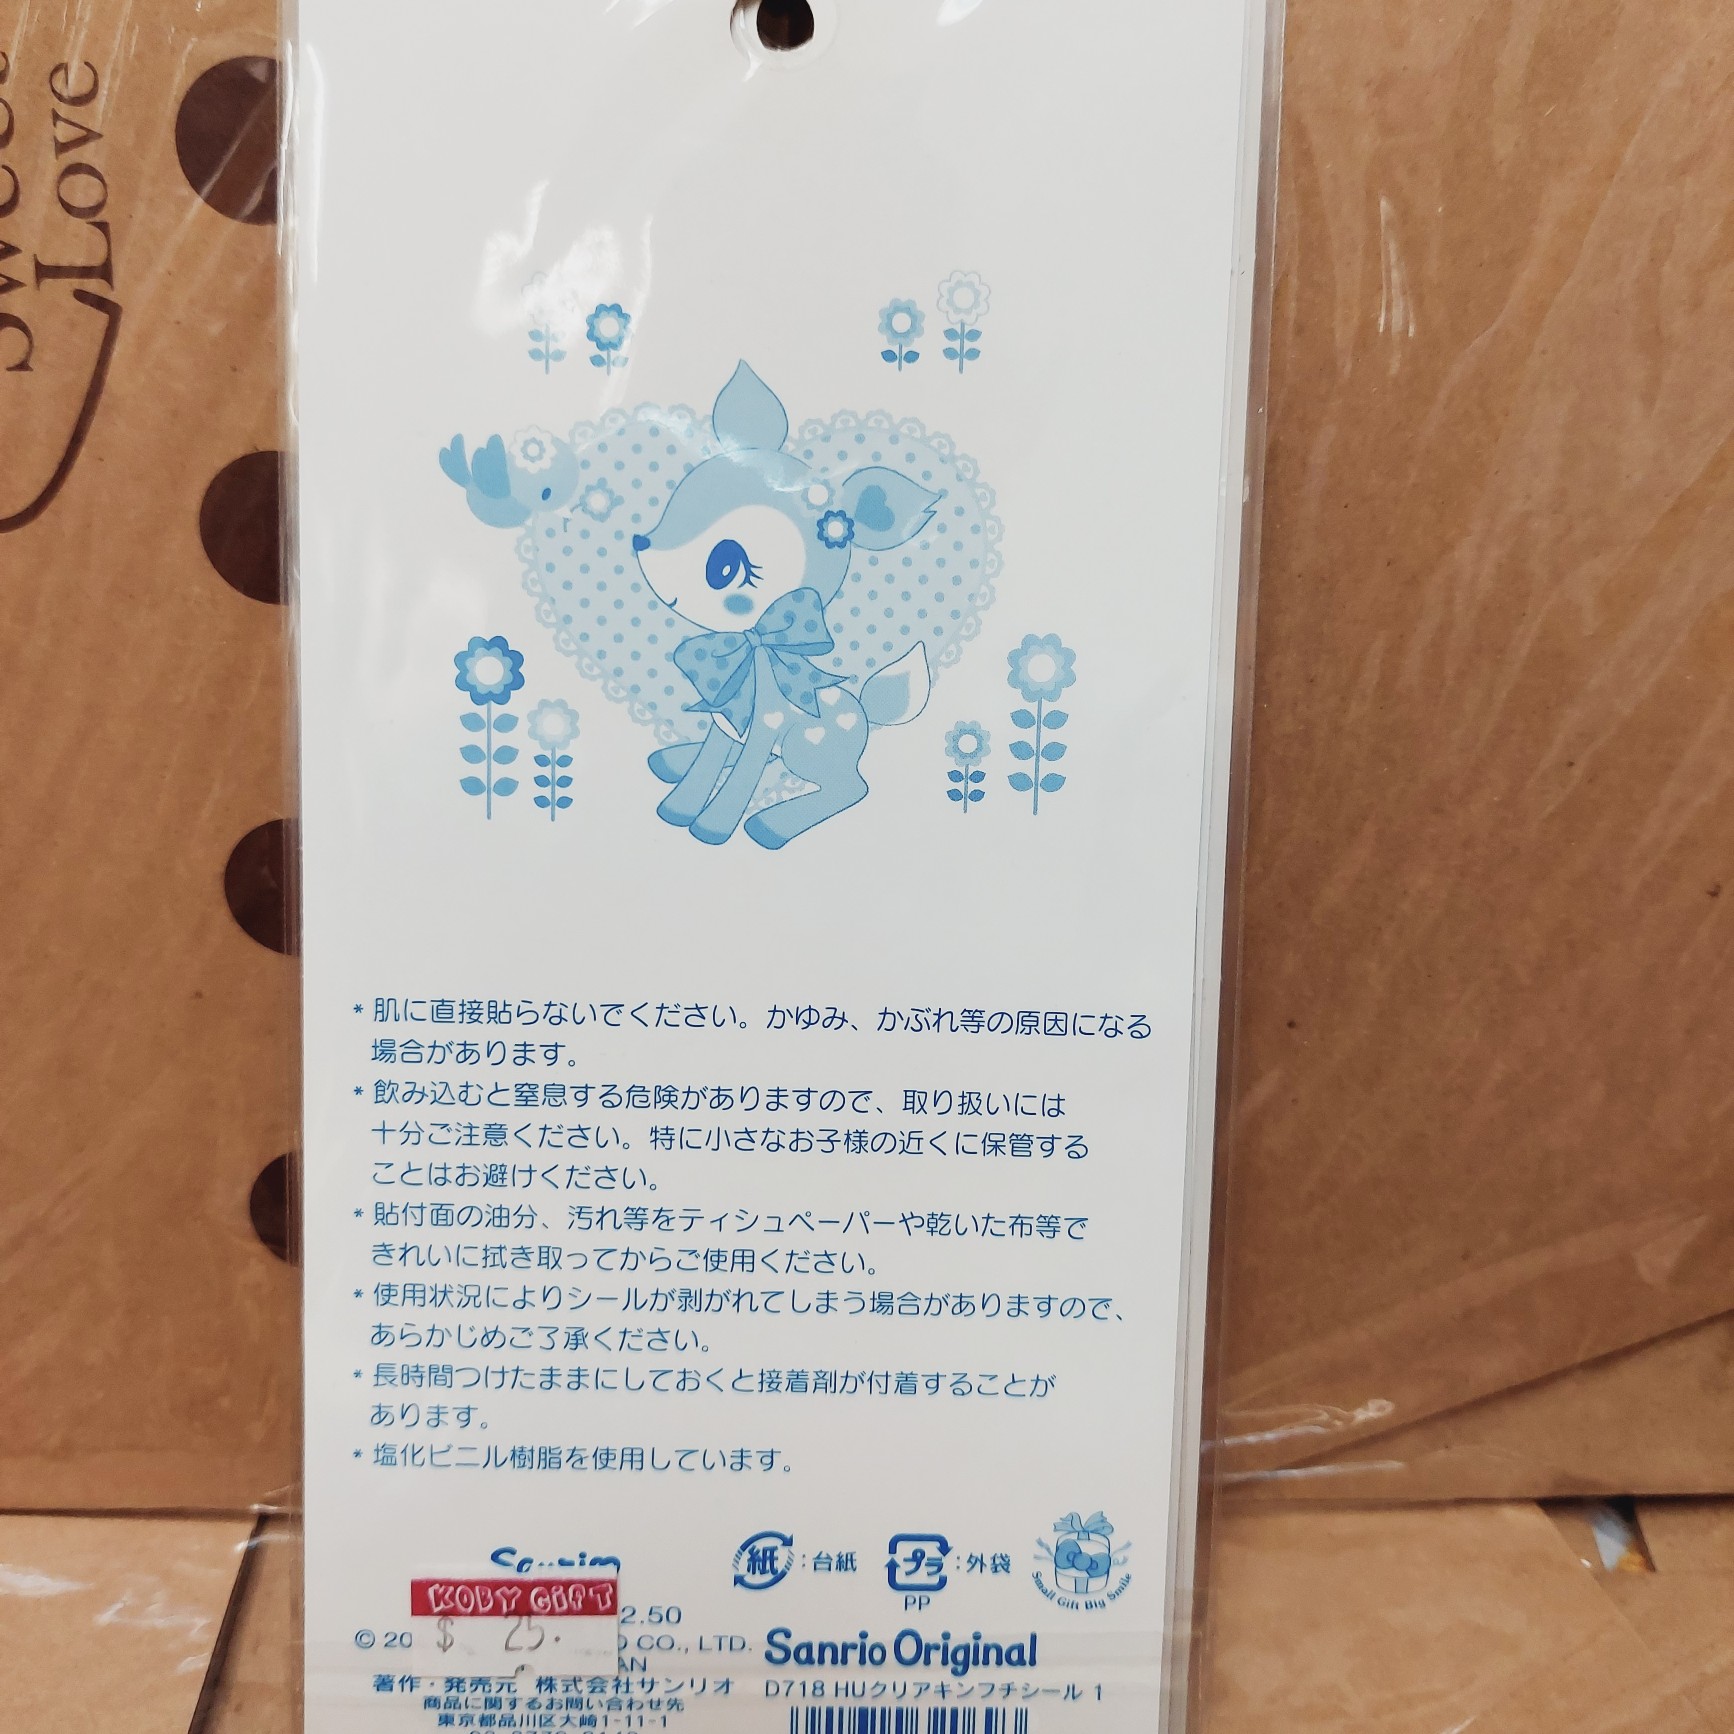 Love
* 肌に直接貼らないでください。かゆみ、かぶれ等の原因になる
場合があります。
* 飲み込むと窒息する危険がありますので、取り扱いには
十分ご注意ください。特に小さなお子様の近くに保管する
ことはお避けください。
* 貼付面の油分、汚れ等をティシュペーパーや乾いた布等で
きれいに拭き取ってからご使用ください。
* 使用状況によりシールが剥がれてしまう場合がありますので、
あらかじめご了承ください。
* 長時間つけたままにしておくと接着剤が付着することが
あります。
* 塩化ビニル樹脂を使用しています。
紙:台紙 プラ:外袋
PP
Small Gift Big Smile
KOBY GiFT
$ 25.
2.50
© 20 CO., LTD.
AN
Sanrio Original
著作・発売元 株式会社サンリオ
D718 HUクリアキンフチシール 1
商品に関するお問い合わせ先
東京都品川区大崎1-11-1